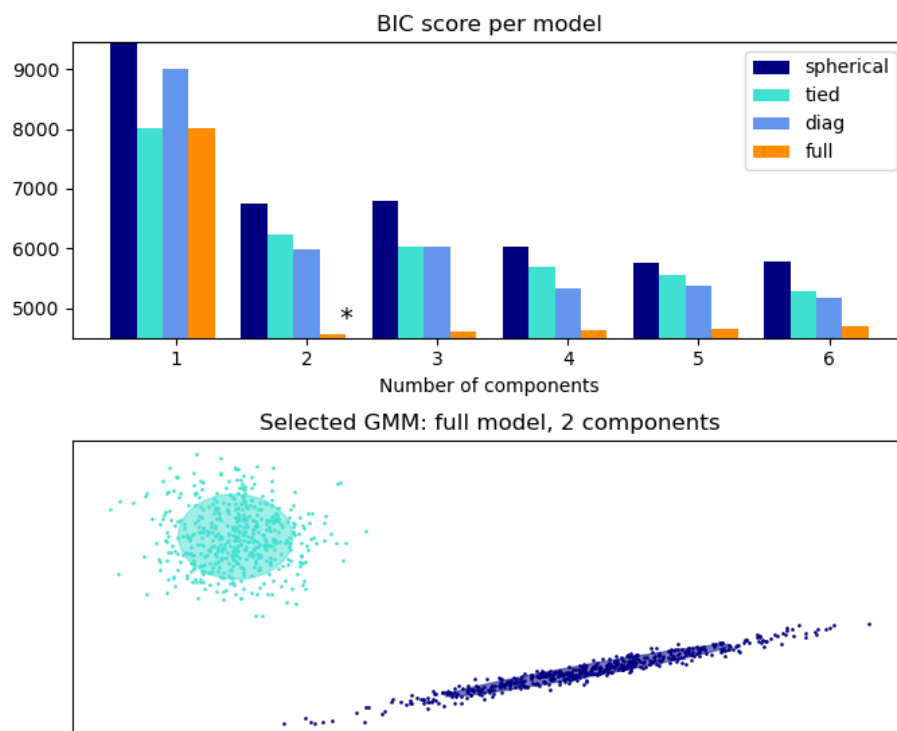 BIC score per model
9000
8000
7000
6000
5000
spherical
tied
diag
full
*
1 2 3 4 5 6
Number of components
Selected GMM: full model, 2 components